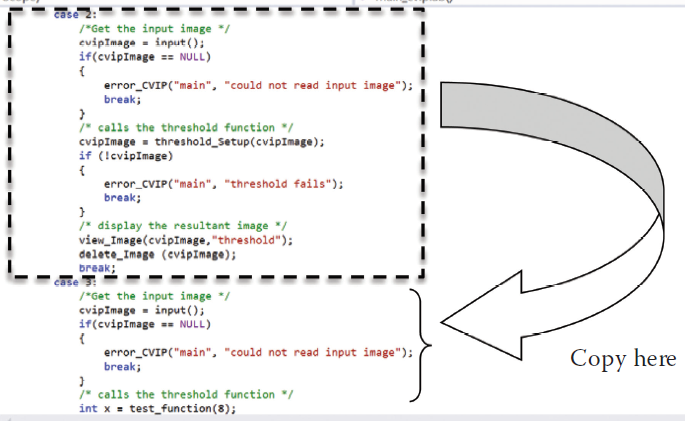 case 2:
/*Get the input image */
cvipImage = input();
if(cvipImage == NULL)
{
error_CVIP("main", "could not read input image");
break;
}
/* calls the threshold function */
cvipImage = threshold_Setup(cvipImage);
if (!cvipImage)
{
error_CVIP("main", "threshold fails");
break;
}
/* display the resultant image */
view_Image(cvipImage,"threshold");
delete_Image (cvipImage);
break;
case 3:
/*Get the input image */
cvipImage = input();
if(cvipImage == NULL)
{
error_CVIP("main", "could not read input image");
break;
}
/* calls the threshold function */
int x = test_function(8);
Copy here